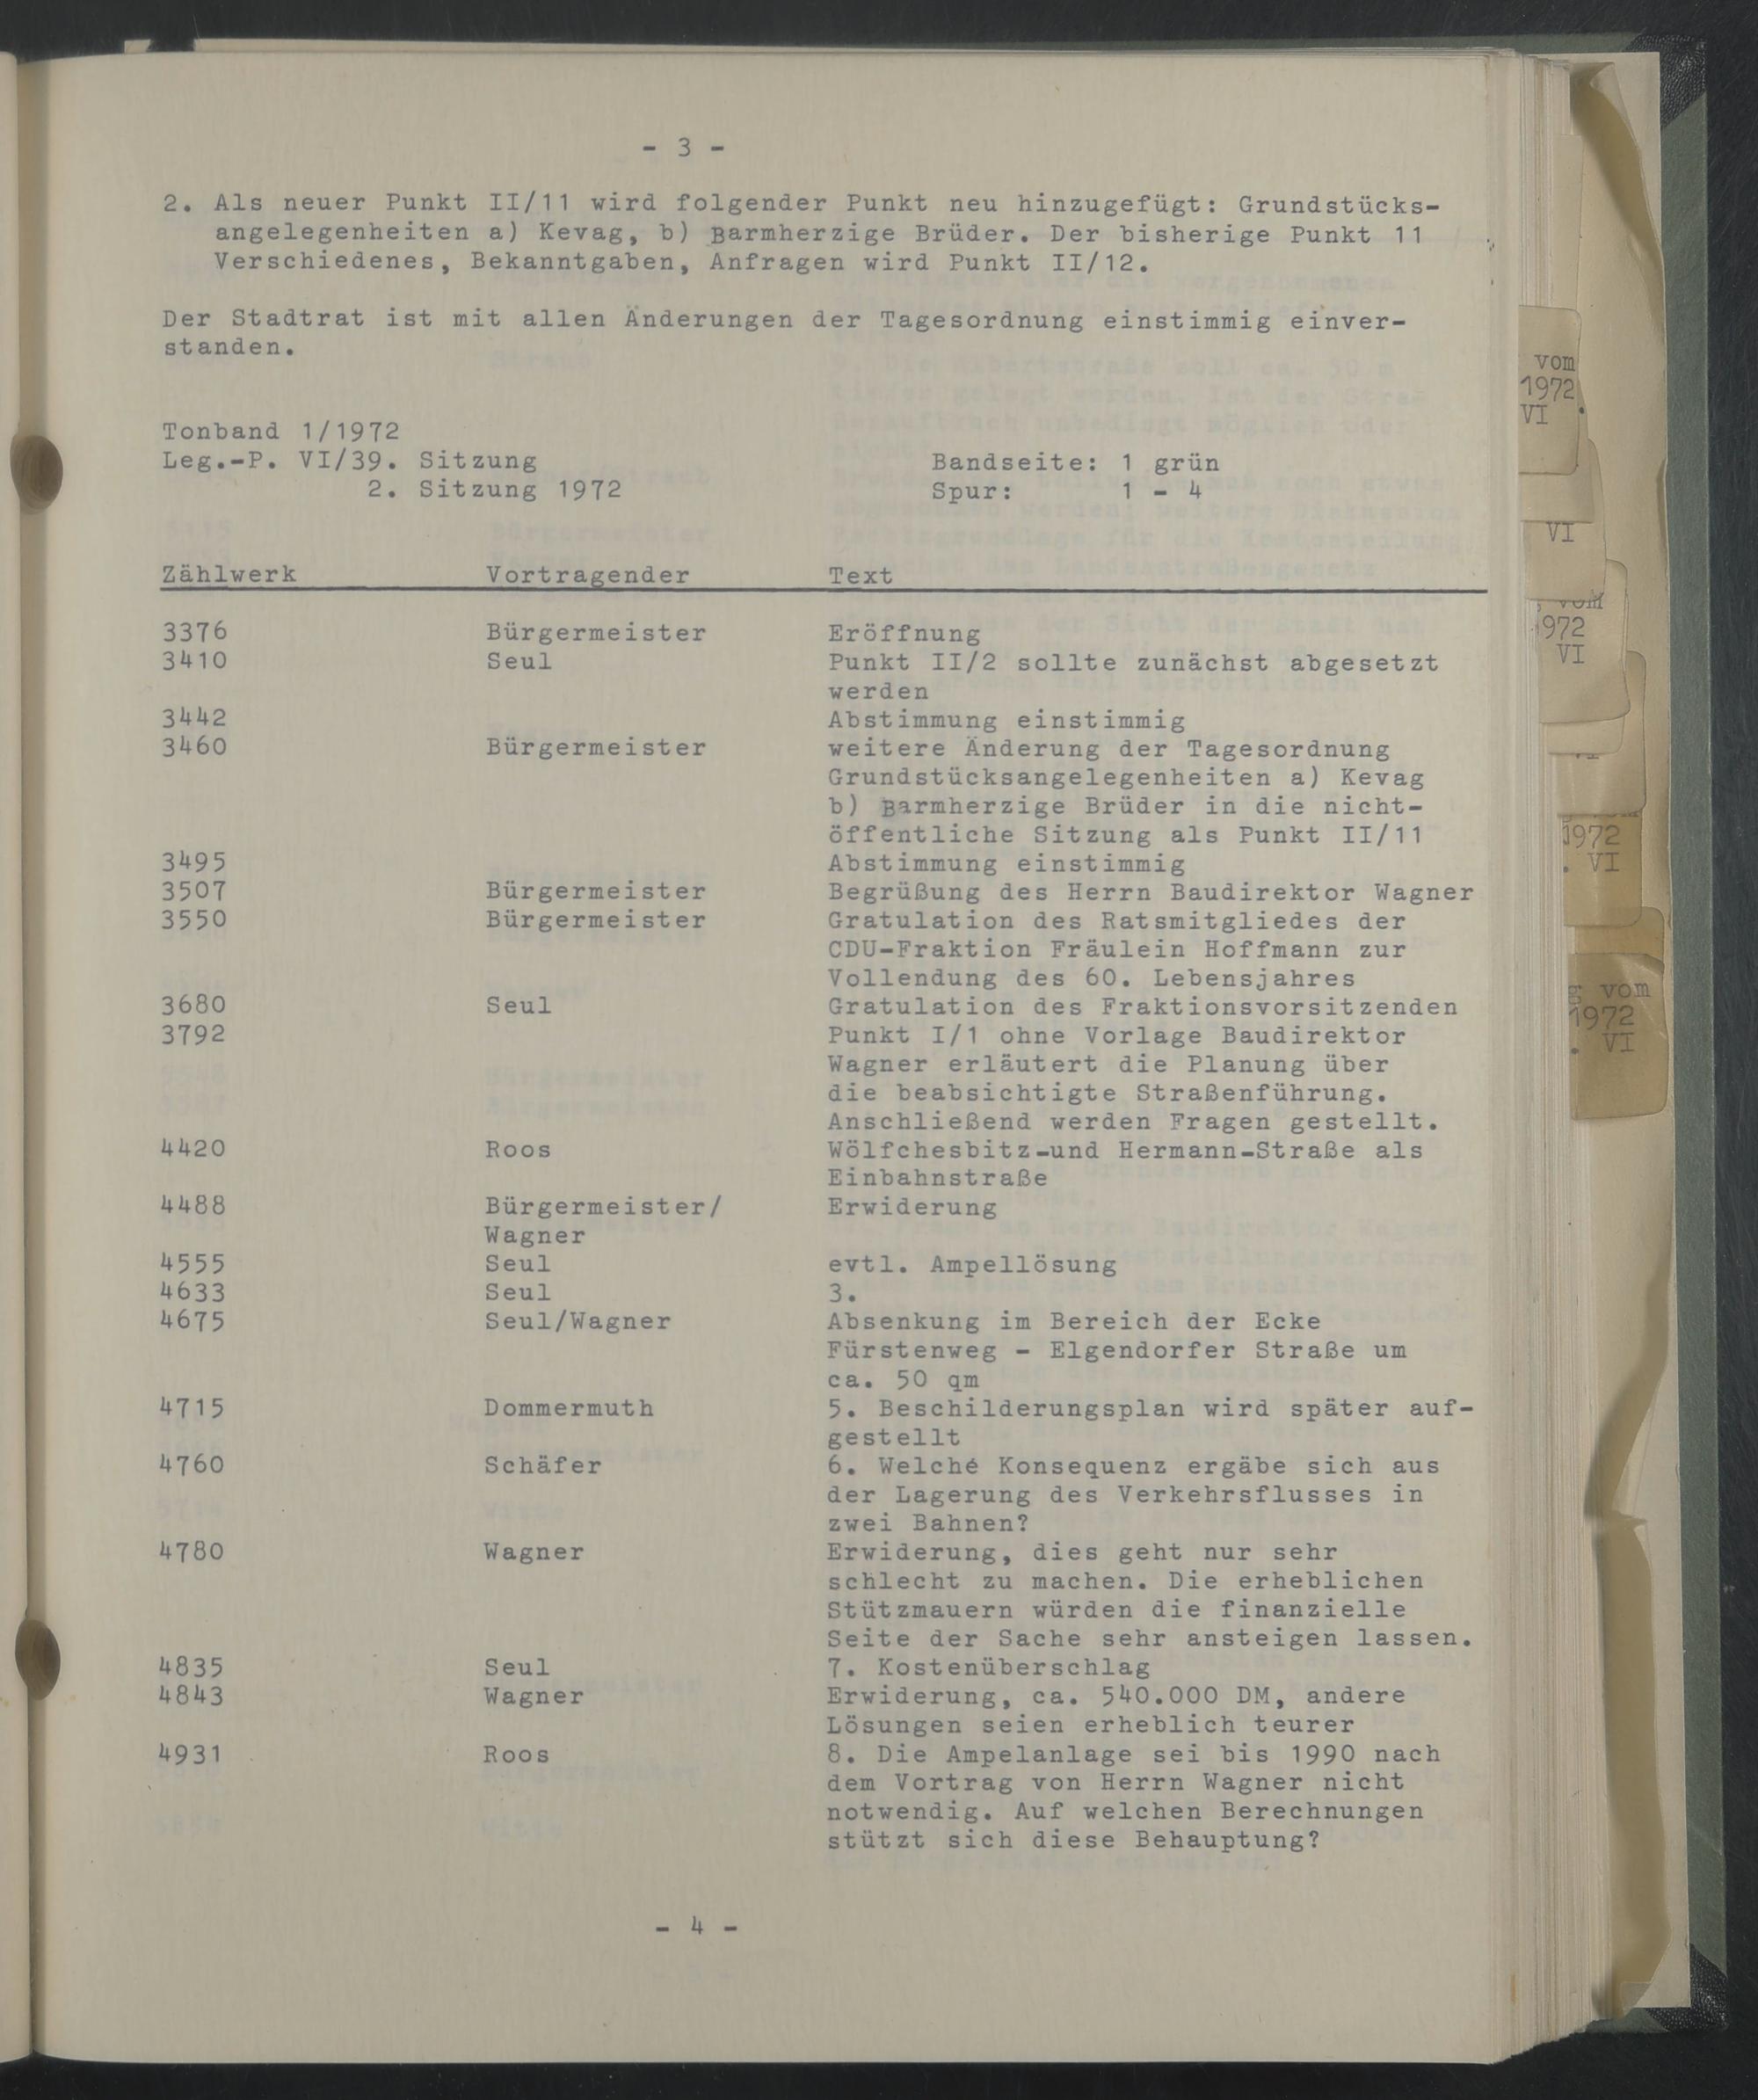 - 3 -
2. Als neuer Punkt II/11 wird folgender Punkt neu hinzugefügt: Grundstücks-
angelegenheiten a) Kevag, b) Barmherzige Brüder. Der bisherige Punkt 11
Verschiedenes, Bekanntgaben, Anfragen wird Punkt II/12.
Der Stadtrat ist mit allen Änderungen der Tagesordnung einstimmig einver-
standen.
Tonband 1/1972
Leg.-P. VI/39. Sitzung Bandseite: 1 grün
2. Sitzung 1972 Spur: 1 - 4
Zählwerk Vortragender Text
3376 Bürgermeister Eröffnung
3410 Seul Punkt II/2 sollte zunächst abgesetzt
werden
3442 Abstimmung einstimmig
3460 Bürgermeister weitere Änderung der Tagesordnung
Grundstücksangelegenheiten a) Kevag
b) Barmherzige Brüder in die nicht-
öffentliche Sitzung als Punkt II/11
3495 Abstimmung einstimmig
3507 Bürgermeister Begrüßung des Herrn Baudirektor Wagner
3550 Bürgermeister Gratulation des Ratsmitgliedes der
CDU-Fraktion Fräulein Hoffmann zur
Vollendung des 60. Lebensjahres
3680 Seul Gratulation des Fraktionsvorsitzenden
3792 Punkt I/1 ohne Vorlage Baudirektor
Wagner erläutert die Planung über
die beabsichtigte Straßenführung.
Anschließend werden Fragen gestellt.
4420 Roos Wölfchesbitz-und Hermann-Straße als
Einbahnstraße
4488 Bürgermeister/ Erwiderung
Wagner
4555 Seul evtl. Ampellösung
4633 Seul 3.
4675 Seul/Wagner Absenkung im Bereich der Ecke
Fürstenweg - Elgendorfer Straße um
ca. 50 qm
4715 Dommermuth 5. Beschilderungsplan wird später auf-
gestellt
4760 Schäfer 6. Welché Konsequenz ergäbe sich aus
der Lagerung des Verkehrsflusses in
zwei Bahnen?
4780 Wagner Erwiderung, dies geht nur sehr
schlecht zu machen. Die erheblichen
Stützmauern würden die finanzielle
Seite der Sache sehr ansteigen lassen.
4835 Seul 7. Kostenüberschlag
4843 Wagner Erwiderung, ca. 540.000 DM, andere
Lösungen seien erheblich teurer
4931 Roos 8. Die Ampelanlage sei bis 1990 nach
dem Vortrag von Herrn Wagner nicht
notwendig. Auf welchen Berechnungen
stützt sich diese Behauptung?
- 4 -
vom
1972
VI
VI
vom
972
VI
1972
. VI
g vom
1972
. VI